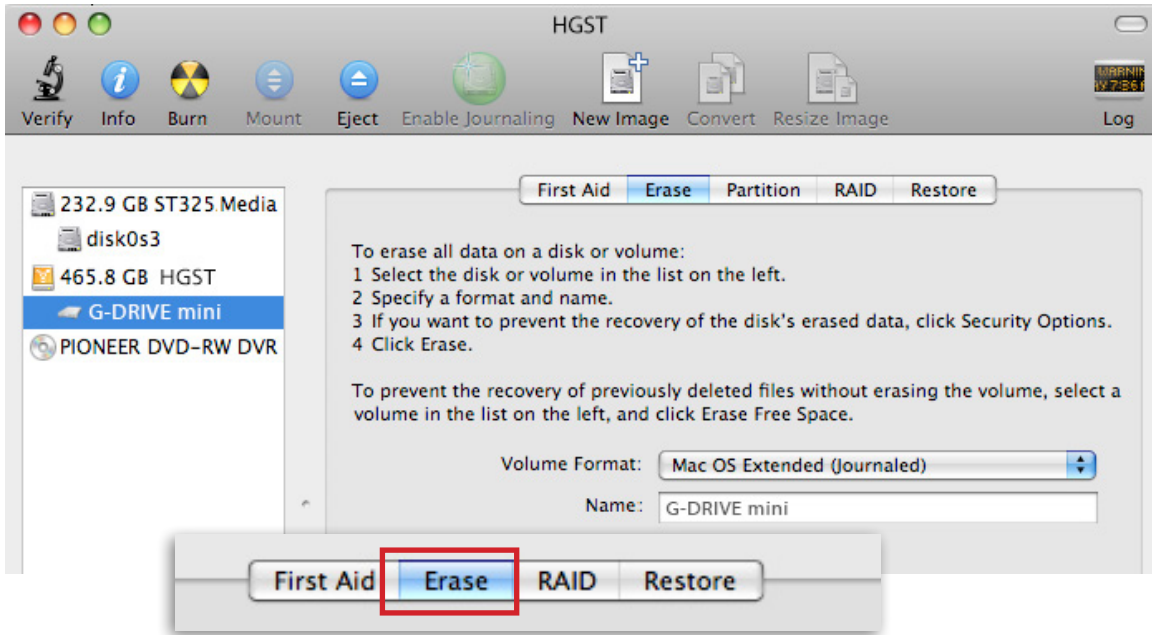 HGST
Verify Info Burn Mount Eject Enable Journaling New Image Convert Resize Image Log
WARNIN
7:36
232.9 GB ST325 Media
disk0s3
465.8 GB HGST
G-DRIVE mini
PIONEER DVD-RW DVR
First Aid Erase Partition RAID Restore
To erase all data on a disk or volume:
1 Select the disk or volume in the list on the left.
2 Specify a format and name.
3 If you want to prevent the recovery of the disk's erased data, click Security Options.
4 Click Erase.
To prevent the recovery of previously deleted files without erasing the volume, select a
volume in the list on the left, and click Erase Free Space.
Volume Format: Mac OS Extended (Journaled)
Name: G-DRIVE mini
First Aid Erase RAID Restore